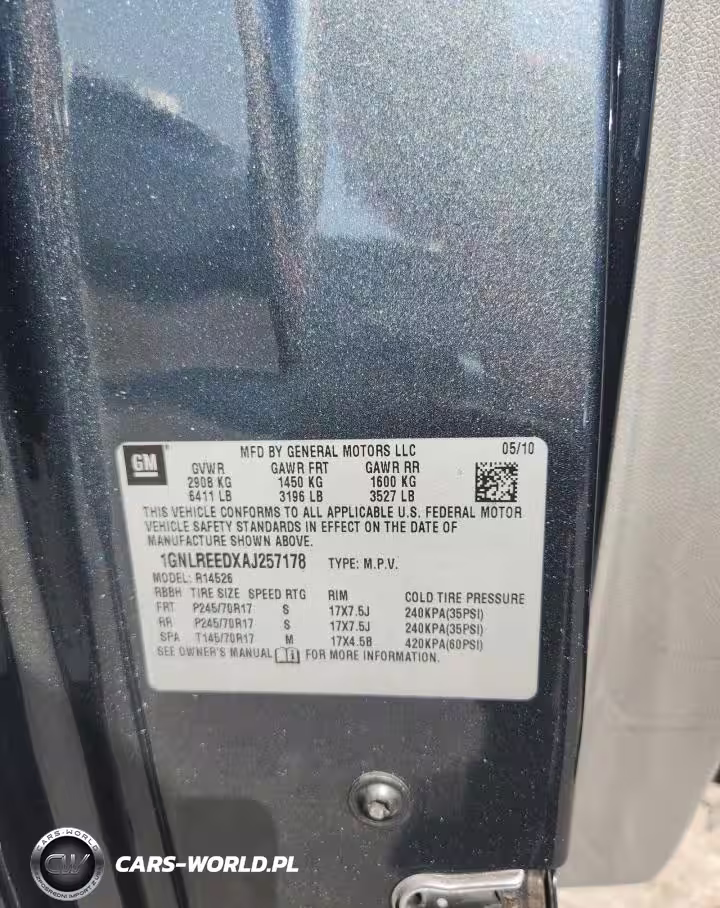 GM
MFD BY GENERAL MOTORS LLC 05/10
GVWR GAWR FRT GAWR RR
2908 KG 1450 KG 1600 KG
6411 LB 3196 LB 3527 LB
THIS VEHICLE CONFORMS TO ALL APPLICABLE U.S. FEDERAL MOTOR
VEHICLE SAFETY STANDARDS IN EFFECT ON THE DATE OF
MANUFACTURE SHOWN ABOVE.
1GNLREEDXAJ257178 TYPE: M.P.V.
MODEL: R14526
RBBH TIRE SIZE SPEED RTG RIM COLD TIRE PRESSURE
FRT P245/70R17 S 17X7.5J 240KPA(35PSI)
RR P245/70R17 S 17X7.5J 240KPA(35PSI)
SPA T145/70R17 M 17X4.5B 420KPA(60PSI)
SEE OWNER'S MANUAL FOR MORE INFORMATION.
CARS-WORLD
CW
CARS-WORLD.PL